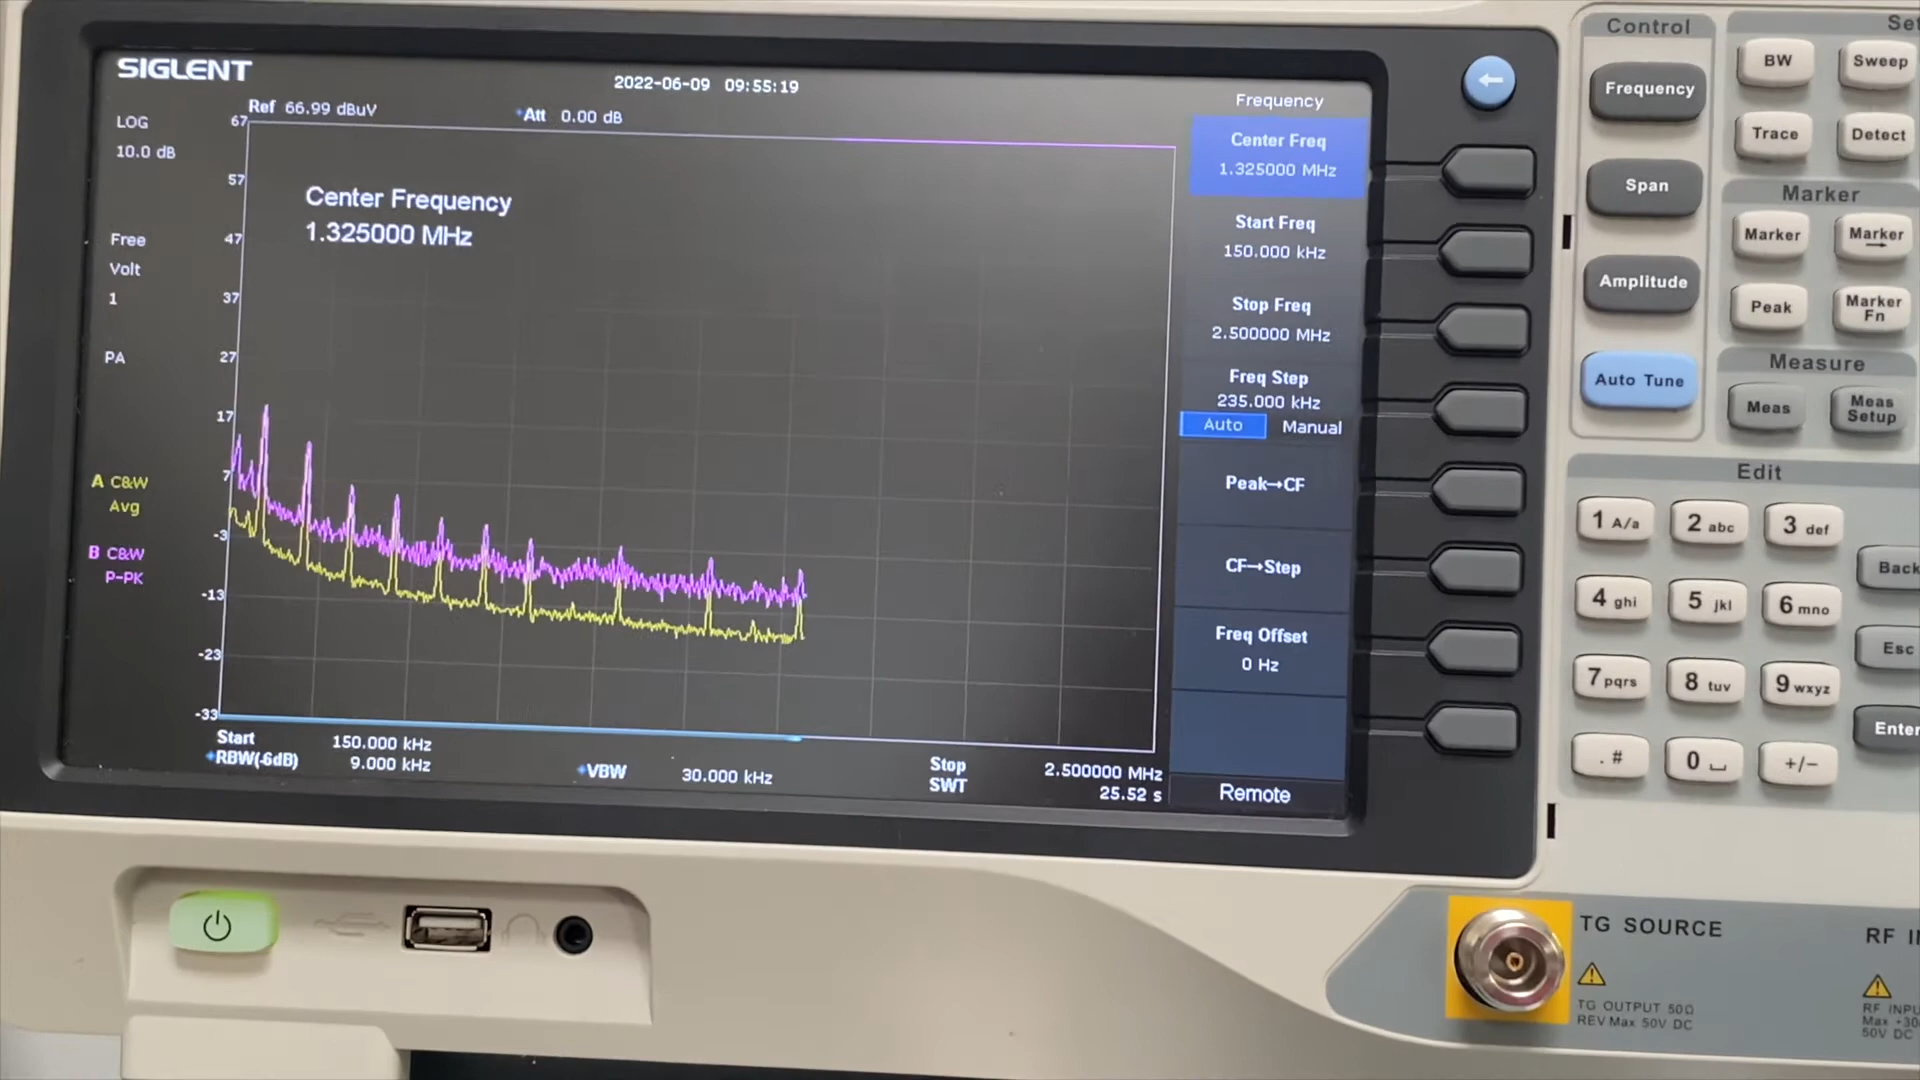 SIGLENT
2022-06-09 09:55:19
LOG
10.0 dB
Ref 66.99 dBuV
Att 0.00 dB
67
57
47
37
27
17
7
-3
-13
-23
-33
Center Frequency
1.325000 MHz
Free
Volt
1
PA
A C&W
Avg
B C&W
P-PK
Start 150.000 kHz
RBW(-6dB) 9.000 kHz
VBW 30.000 kHz
Stop 2.500000 MHz
SWT 25.52 s
Frequency
Center Freq
1.325000 MHz
Start Freq
150.000 kHz
Stop Freq
2.500000 MHz
Freq Step
235.000 kHz
Auto Manual
Peak→CF
CF→Step
Freq Offset
0 Hz
Remote
Control
Frequency
Span
Amplitude
Auto Tune
BW
Sweep
Trace
Detect
Marker
Marker
Marker→
Peak
Marker Fn
Measure
Meas
Meas
Setup
Edit
1 A/a
2 abc
3 def
Back
4 ghi
5 jkl
6 mno
Esc
7 pqrs
8 tuv
9 wxyz
Enter
. #
0
+/−
TG SOURCE
TG OUTPUT 50Ω
REV Max 50V DC
RF
50V DC